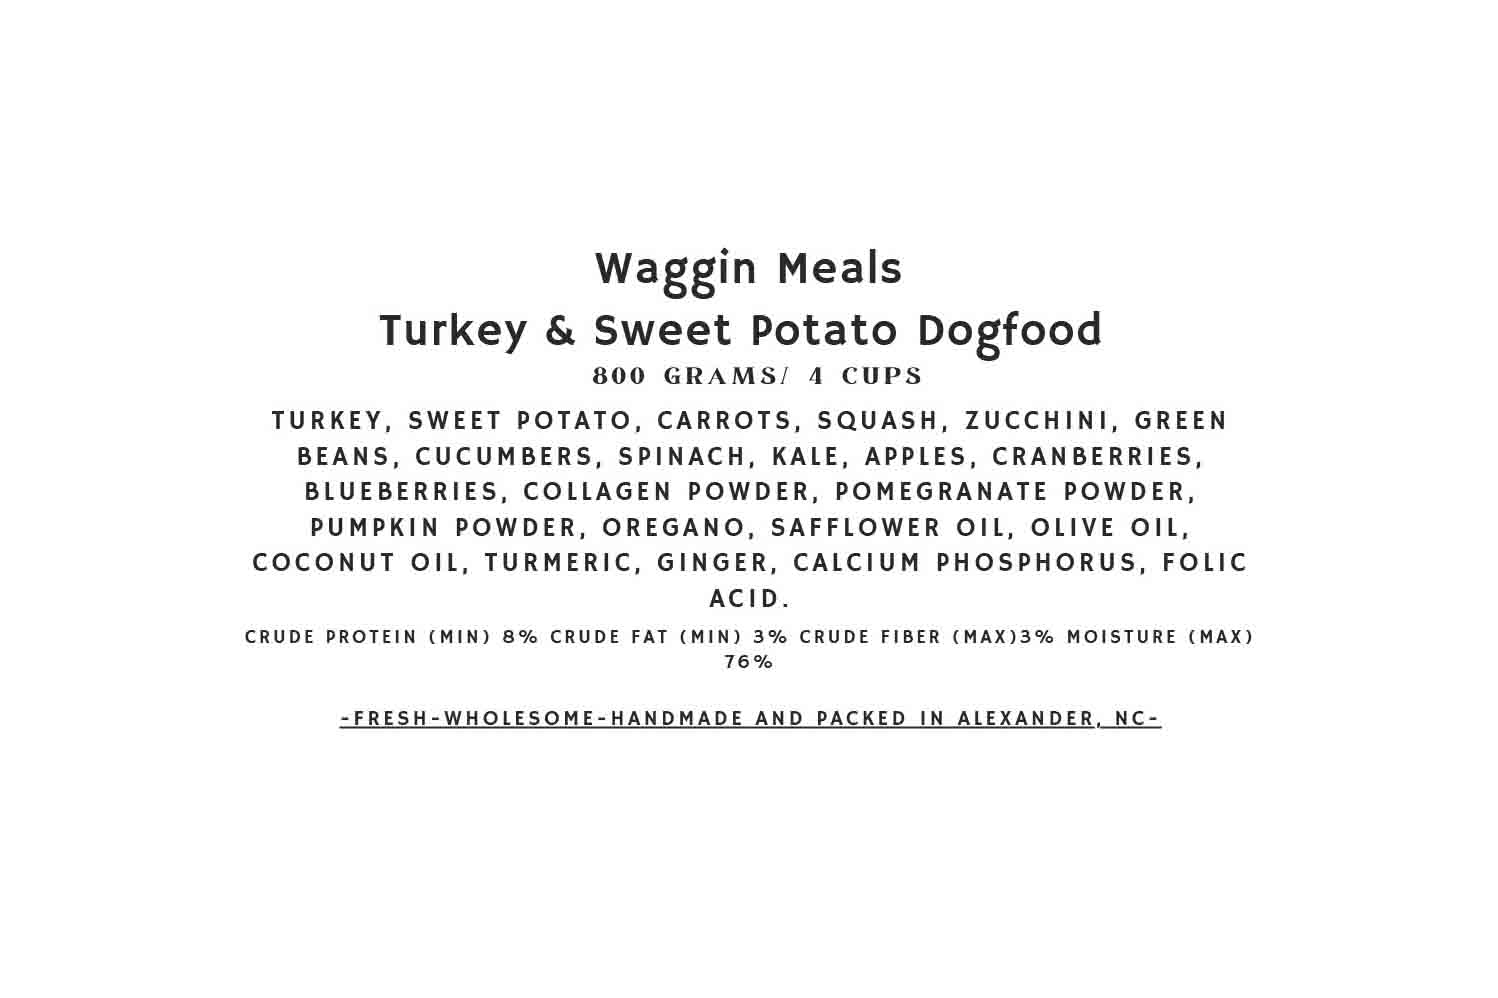 Waggin Meals
Turkey & Sweet Potato Dogfood
800 GRAMS/ 4 CUPS
TURKEY, SWEET POTATO, CARROTS, SQUASH, ZUCCHINI, GREEN
BEANS, CUCUMBERS, SPINACH, KALE, APPLES, CRANBERRIES,
BLUEBERRIES, COLLAGEN POWDER, POMEGRANATE POWDER,
PUMPKIN POWDER, OREGANO, SAFFLOWER OIL, OLIVE OIL,
COCONUT OIL, TURMERIC, GINGER, CALCIUM PHOSPHORUS, FOLIC
ACID.
CRUDE PROTEIN (MIN) 8% CRUDE FAT (MIN) 3% CRUDE FIBER (MAX)3% MOISTURE (MAX)
76%
-FRESH-WHOLESOME-HANDMADE AND PACKED IN ALEXANDER, NC-